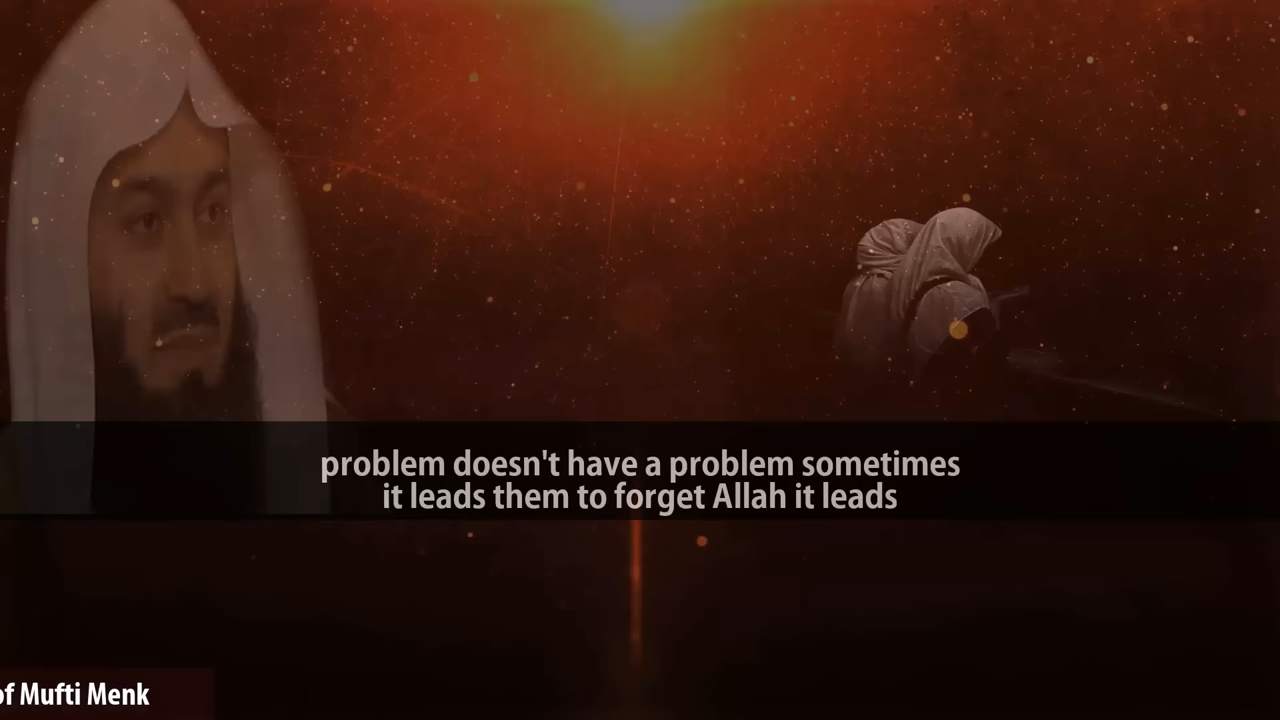 problem doesn't have a problem sometimes
it leads them to forget Allah it leads
of Mufti Menk